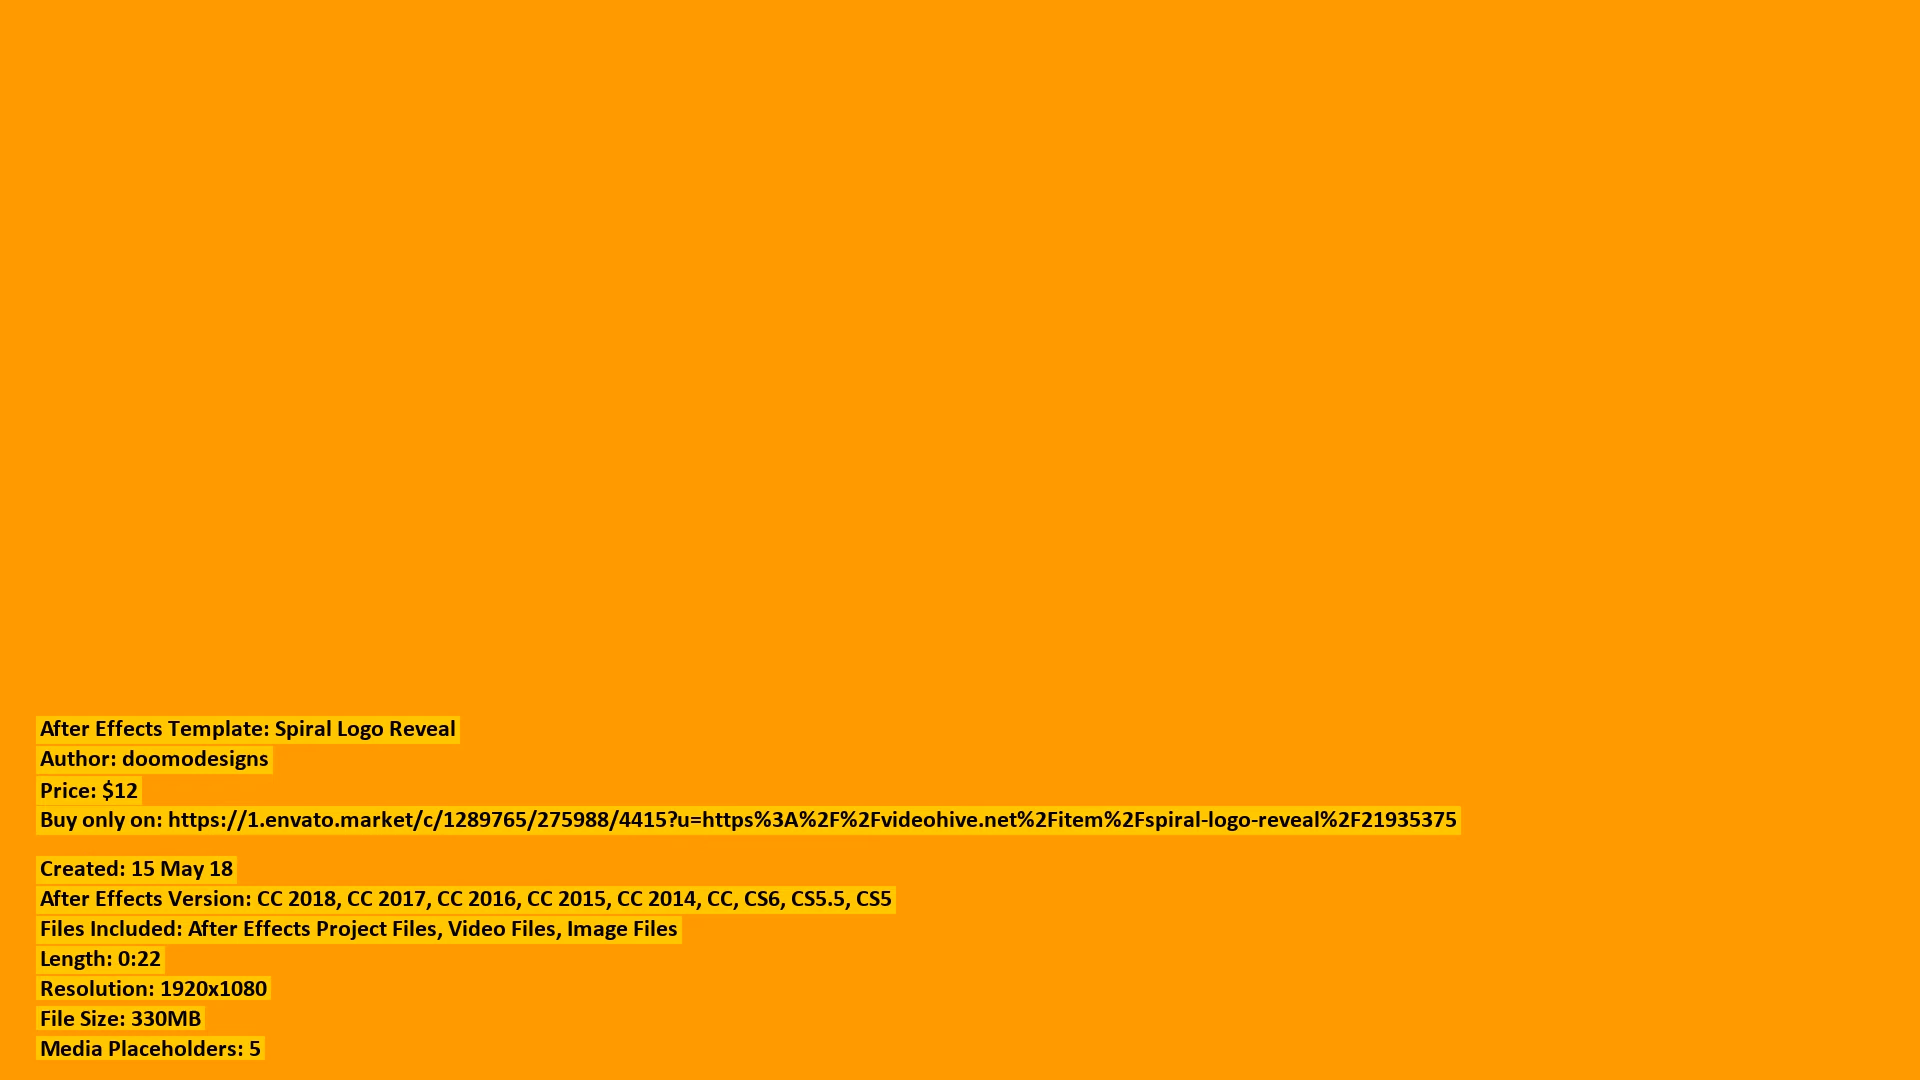 After Effects Template: Spiral Logo Reveal
Author: doomodesigns
Price: $12
Buy only on: https://1.envato.market/c/1289765/275988/4415?u=https%3A%2F%2Fvideohive.net%2Fitem%2Fspiral-logo-reveal%2F21935375
Created: 15 May 18
After Effects Version: CC 2018, CC 2017, CC 2016, CC 2015, CC 2014, CC, CS6, CS5.5, CS5
Files Included: After Effects Project Files, Video Files, Image Files
Length: 0:22
Resolution: 1920x1080
File Size: 330MB
Media Placeholders: 5